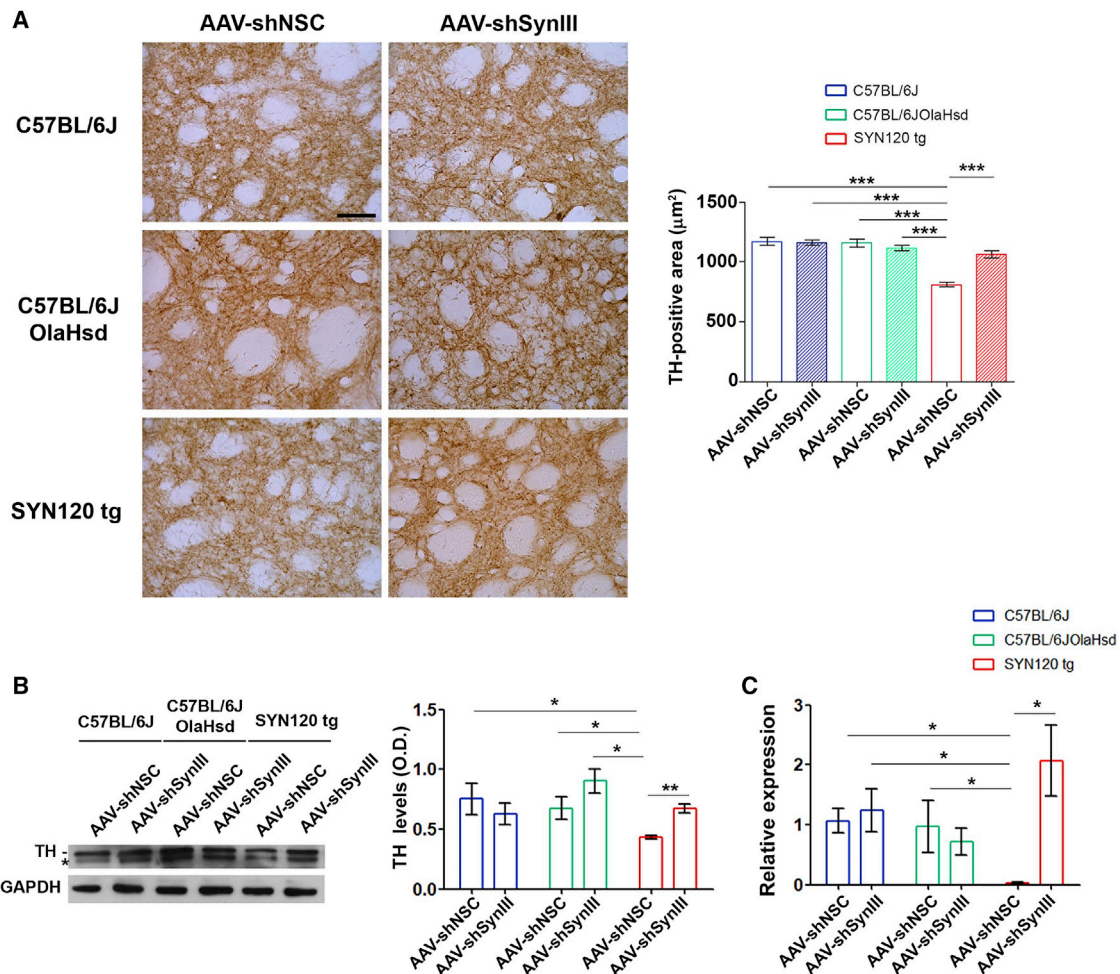 A
AAV-shNSC
AAV-shSynIII
C57BL/6J
C57BL/6J
OlaHsd
SYN120 tg
C57BL/6J
C57BL/6JOlaHsd
SYN120 tg
***
***
***
***
***
TH-positive area (μm²)
1500
1000
500
0
AAV-shNSC
AAV-shSynIII
AAV-shNSC
AAV-shSynIII
AAV-shNSC
AAV-shSynIII
B
C57BL/6J
C57BL/6J
OlaHsd
SYN120 tg
AAV-shNSC
AAV-shSynIII
AAV-shNSC
AAV-shSynIII
AAV-shNSC
AAV-shSynIII
TH -
*
GAPDH
TH levels (O.D.)
1.5
1.0
0.5
0.0
*
*
*
**
AAV-shNSC
AAV-shSynIII
AAV-shNSC
AAV-shSynIII
AAV-shNSC
AAV-shSynIII
C57BL/6J
C57BL/6JOlaHsd
SYN120 tg
C
Relative expression
3
2
1
0
*
*
*
*
AAV-shNSC
AAV-shSynIII
AAV-shNSC
AAV-shSynIII
AAV-shNSC
AAV-shSynIII